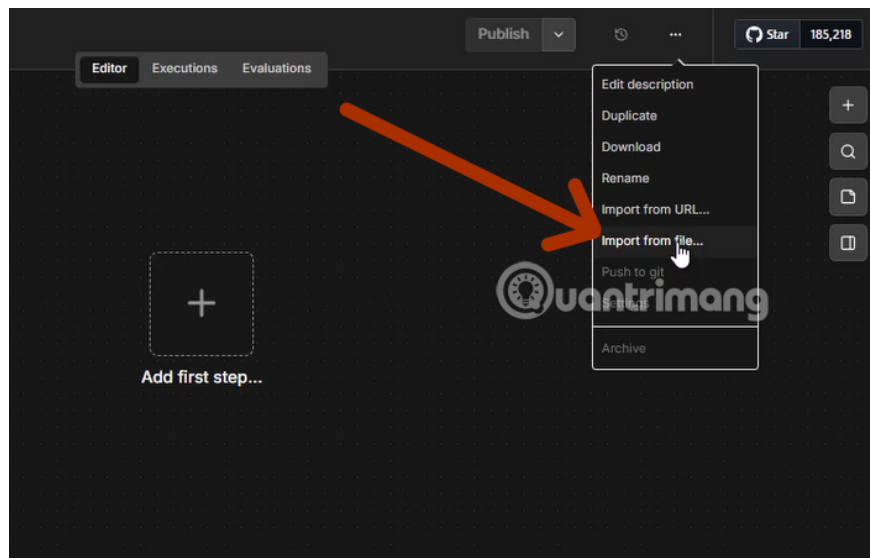 Publish
Star 185,218
Editor Executions Evaluations
Edit description
Duplicate
Download
Rename
Import from URL...
Import from file...
Push to git
Settings
Archive
Quantrimang
Add first step...